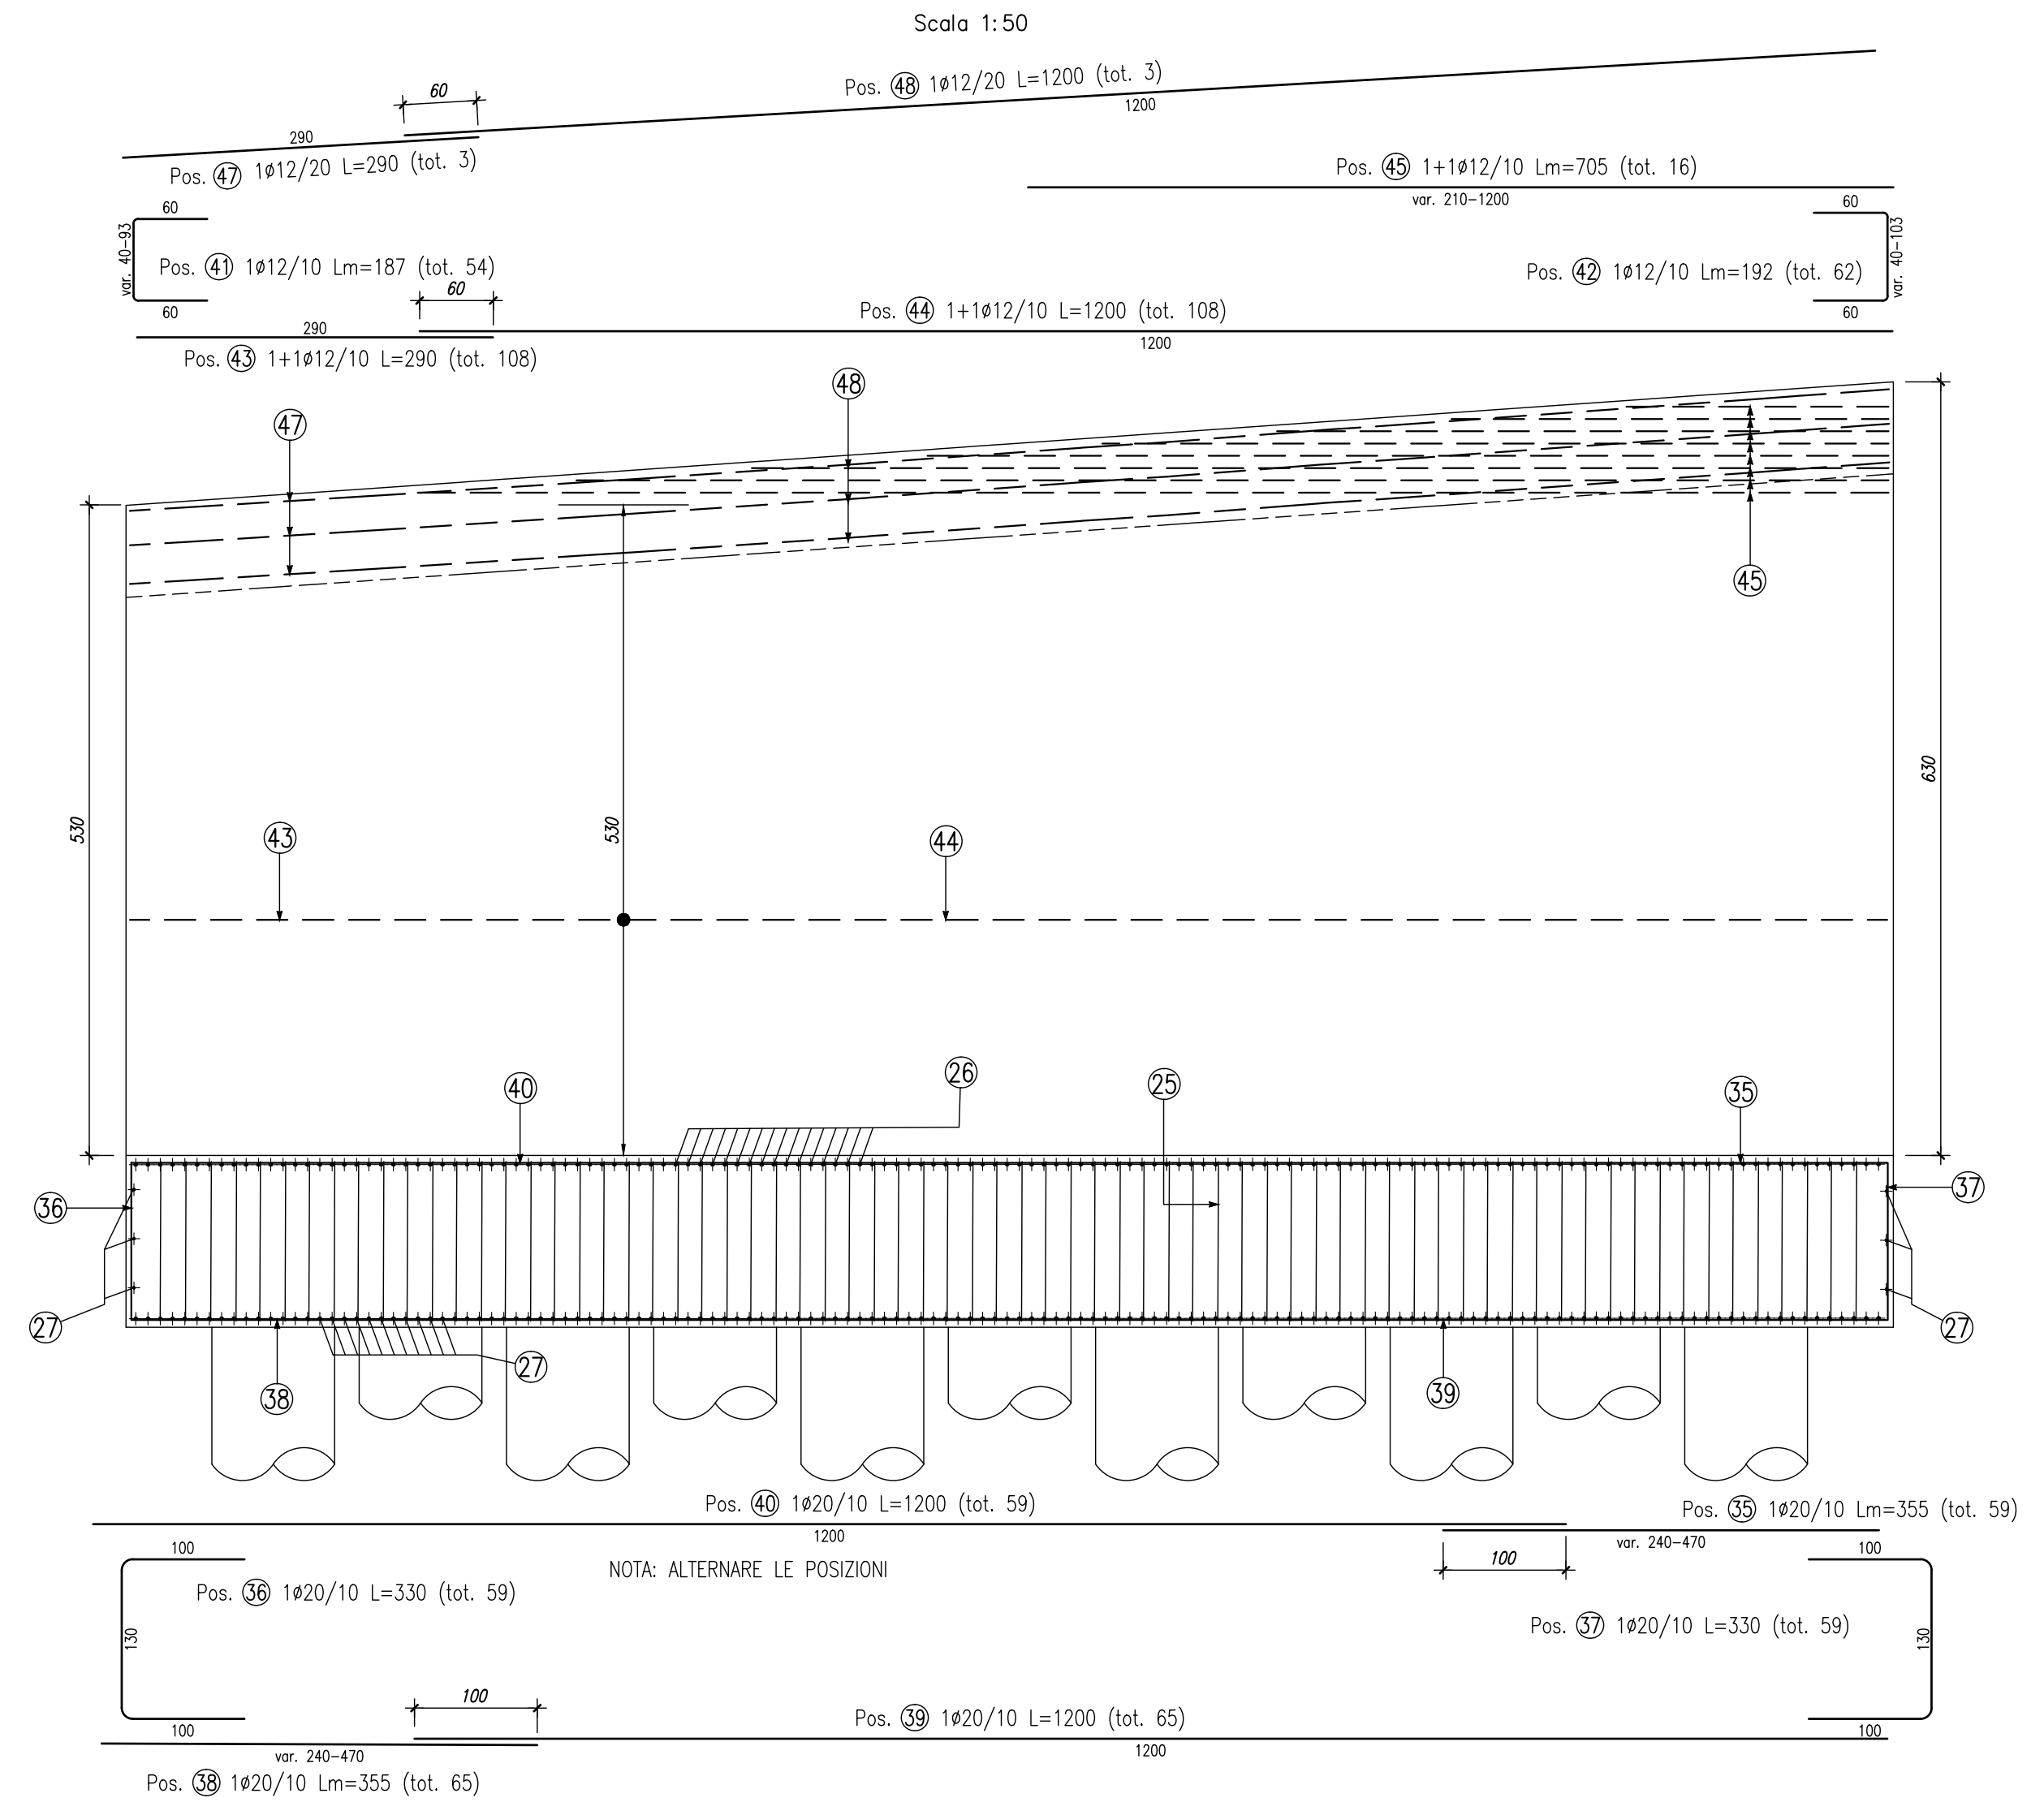 Scala 1:50
Pos. 48 1ø12/20 L=1200 (tot. 3)
1200
60
290
Pos. 47 1ø12/20 L=290 (tot. 3)
Pos. 45 1+1ø12/10 Lm=705 (tot. 16)
var. 210-1200
60
var. 40-93
60
Pos. 41 1ø12/10 Lm=187 (tot. 54)
60
var. 40-103
60
Pos. 42 1ø12/10 Lm=192 (tot. 62)
60
Pos. 44 1+1ø12/10 L=1200 (tot. 108)
1200
290
Pos. 43 1+1ø12/10 L=290 (tot. 108)
48
47
45
530
530
630
43
44
26
40
25
35
36
37
27
27
27
38
39
Pos. 40 1ø20/10 L=1200 (tot. 59)
1200
Pos. 35 1ø20/10 Lm=355 (tot. 59)
var. 240-470
100
NOTA: ALTERNARE LE POSIZIONI
100
130
100
Pos. 36 1ø20/10 L=330 (tot. 59)
100
130
100
Pos. 37 1ø20/10 L=330 (tot. 59)
100
Pos. 39 1ø20/10 L=1200 (tot. 65)
1200
var. 240-470
Pos. 38 1ø20/10 Lm=355 (tot. 65)